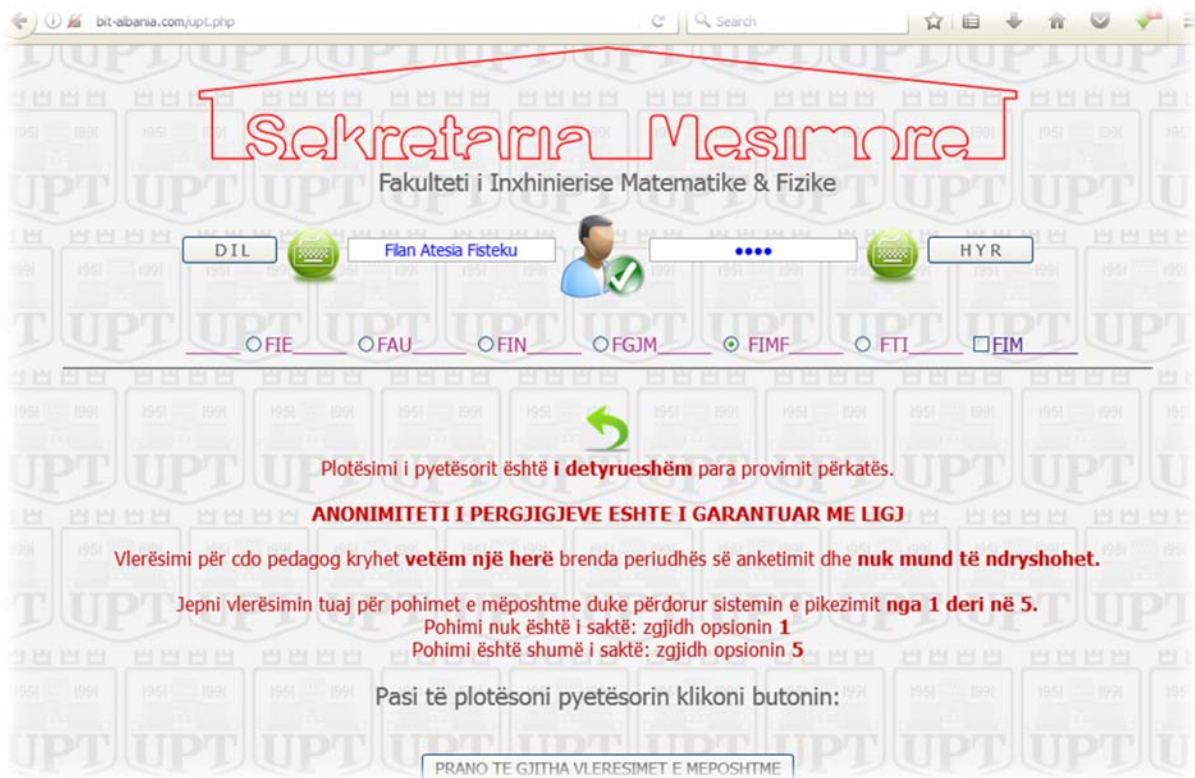 bit-albania.com/upt.php
Search
Sekretaria Mesimore
Fakulteti i Inxhinierise Matematike & Fizike
DIL Filan Atesia Fisteku •••• HYR
FIE FAU FIN FGJM FIMF FTI FIM
Plotësimi i pyetësorit është i detyrueshëm para provimit përkatës.
ANONIMITETI I PERGJIGJEVE ESHTE I GARANTUAR ME LIGJ
Vlerësimi për cdo pedagog kryhet vetëm një herë brenda periudhës së anketimit dhe nuk mund të ndryshohet.
Jepni vlerësimin tuaj për pohimet e mëposhtme duke përdorur sistemin e pikezimit nga 1 deri në 5.
Pohimi nuk është i saktë: zgjidh opsionin 1
Pohimi është shumë i saktë: zgjidh opsionin 5
Pasi të plotësoni pyetësorin klikoni butonin:
PRANO TE GJITHA VLERESIMET E MEPOSHTME